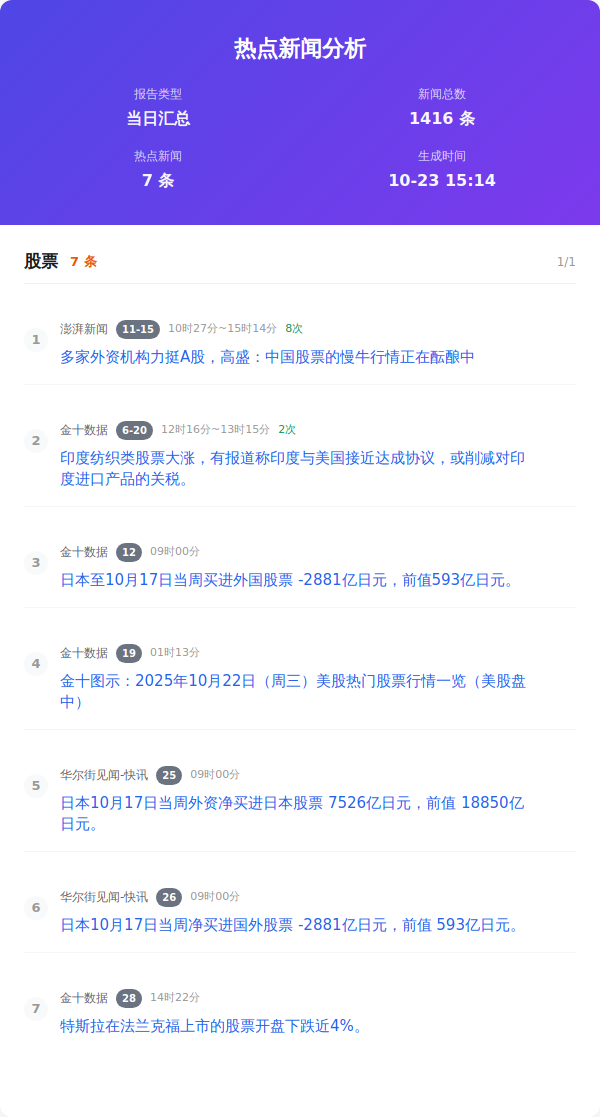 热点新闻分析
报告类型
新闻总数
当日汇总
1416 条
热点新闻
生成时间
7 条
10-23 15:14
股票 7 条 1/1
1
澎湃新闻 11-15 10时27分~15时14分 8次
多家外资机构力挺A股，高盛：中国股票的慢牛行情正在酝酿中
2
金十数据 6-20 12时16分~13时15分 2次
印度纺织类股票大涨，有报道称印度与美国接近达成协议，或削减对印
度进口产品的关税。
3
金十数据 12 09时00分
日本至10月17日当周买进外国股票 -2881亿日元，前值593亿日元。
4
金十数据 19 01时13分
金十图示：2025年10月22日（周三）美股热门股票行情一览（美股盘
中）
5
华尔街见闻-快讯 25 09时00分
日本10月17日当周外资净买进日本股票 7526亿日元，前值 18850亿
日元。
6
华尔街见闻-快讯 26 09时00分
日本10月17日当周净买进国外股票 -2881亿日元，前值 593亿日元。
7
金十数据 28 14时22分
特斯拉在法兰克福上市的股票开盘下跌近4%。